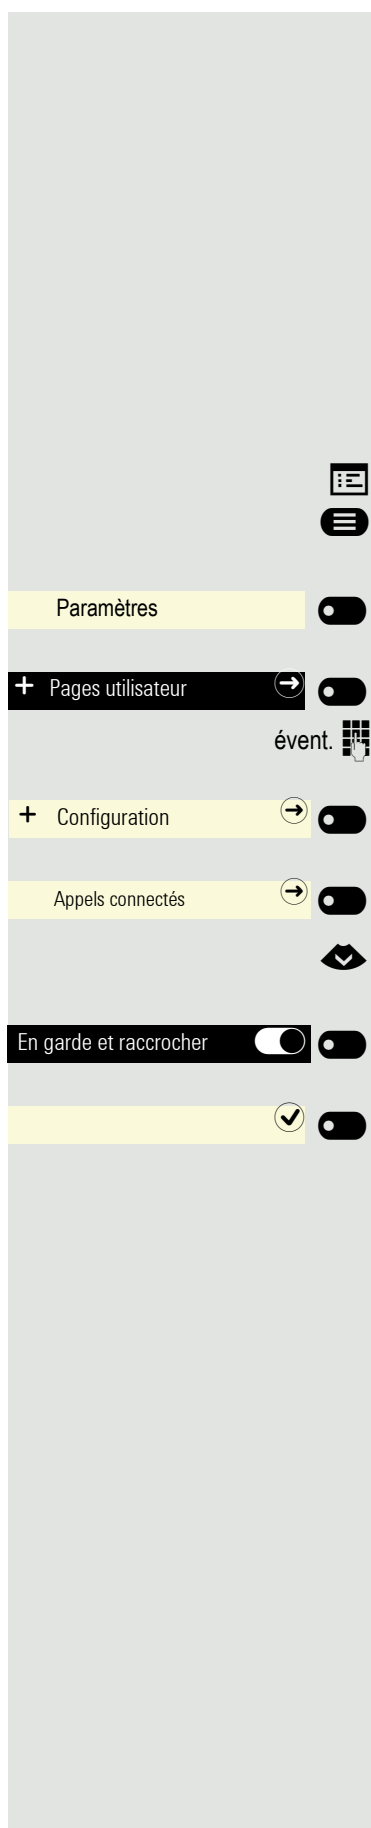 Paramètres
Pages utilisateur
évent.
Configuration
Appels connectés
En garde et raccrocher